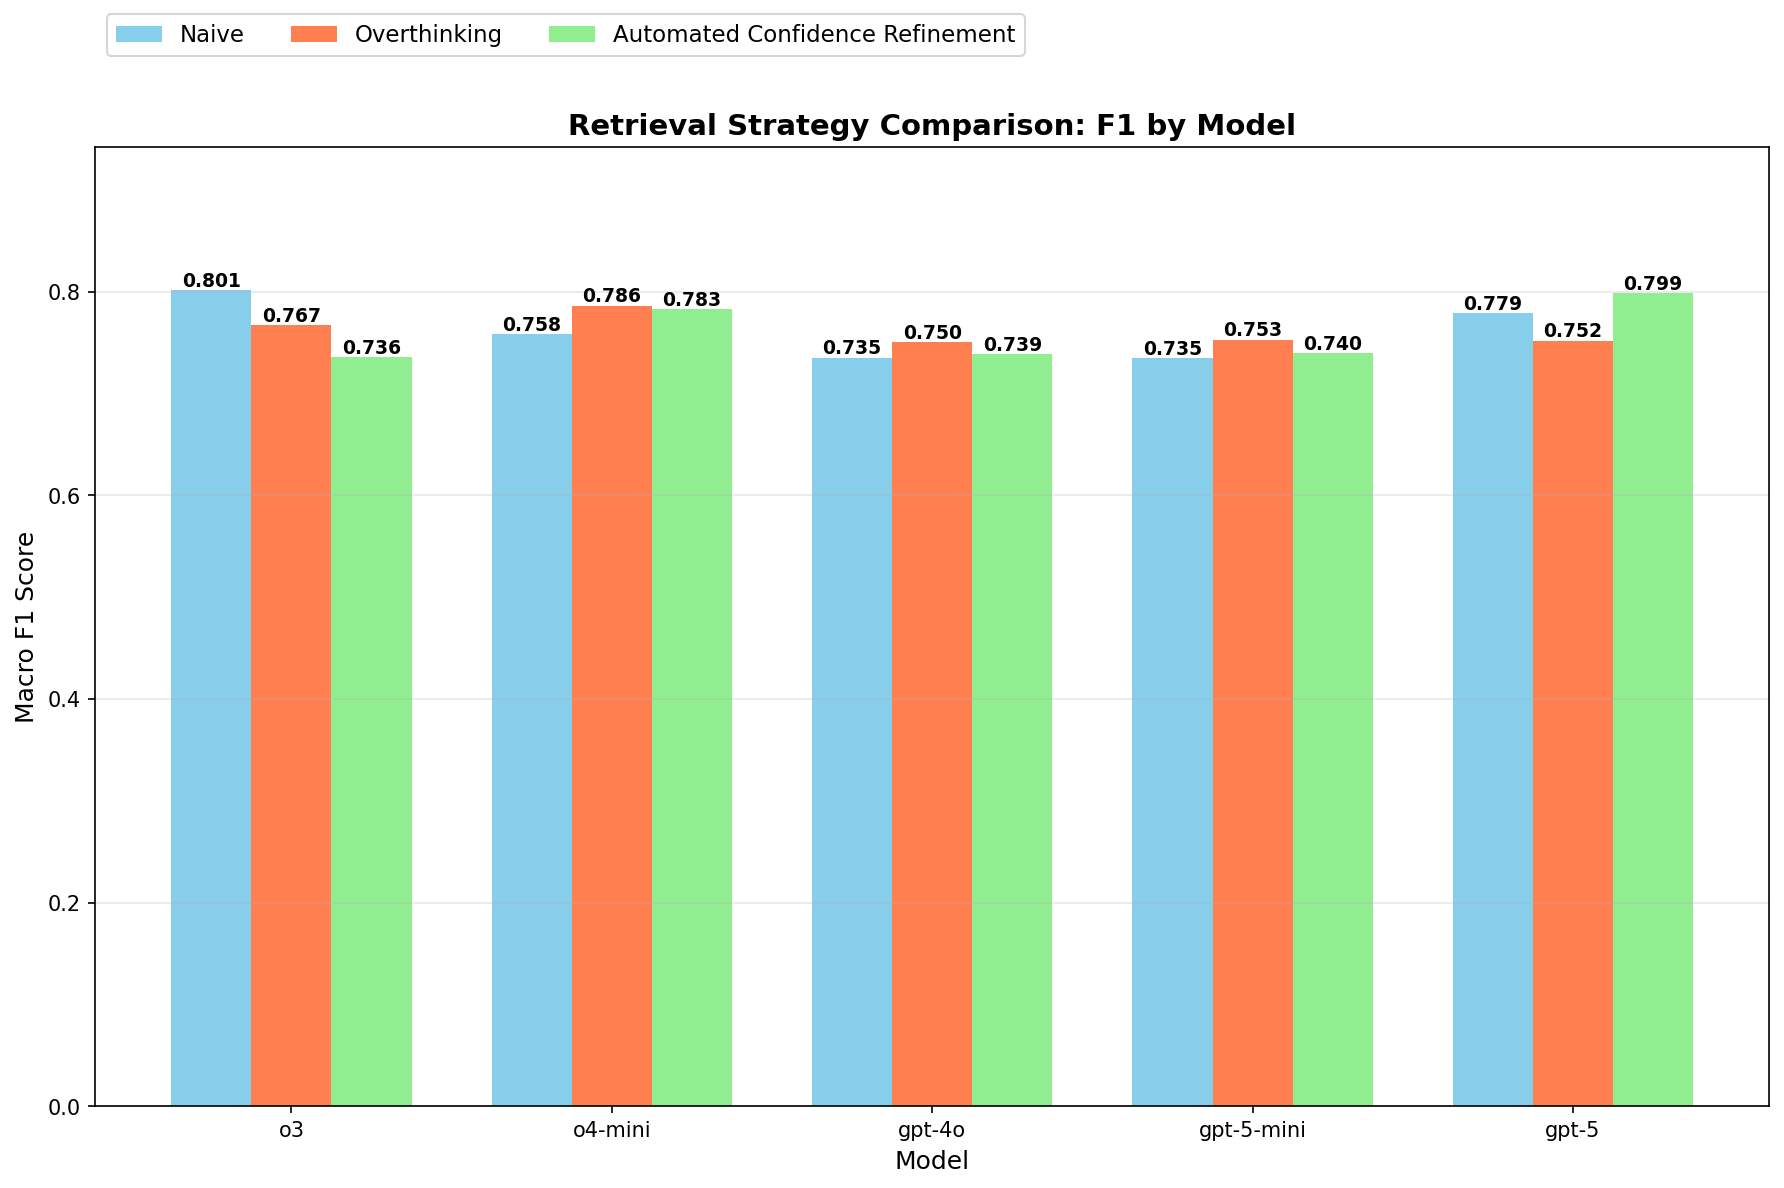 Naive Overthinking Automated Confidence Refinement
Retrieval Strategy Comparison: F1 by Model
0.801 0.767 0.736 0.758 0.786 0.783 0.735 0.750 0.739 0.735 0.753 0.740 0.779 0.752 0.799
Macro F1 Score
0.8
0.6
0.4
0.2
0.0
o3 o4-mini gpt-4o gpt-5-mini gpt-5
Model